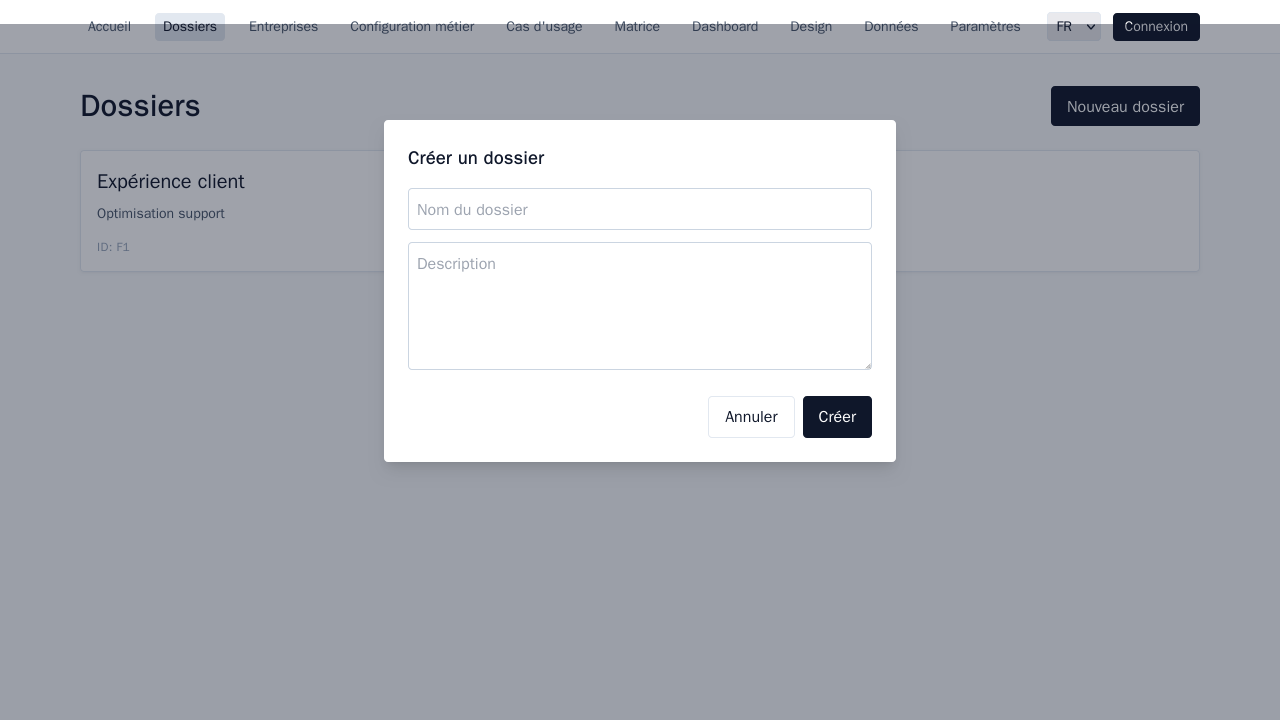 Accueil Dossiers Entreprises Configuration métier Cas d'usage Matrice Dashboard Design Données Paramètres FR Connexion
Dossiers
Nouveau dossier
Expérience client
Optimisation support
ID: F1
Créer un dossier
Nom du dossier
Description
Annuler Créer